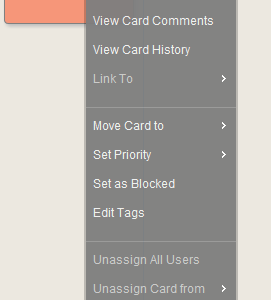 View Card Comments
View Card History
Link To
Move Card to
Set Priority
Set as Blocked
Edit Tags
Unassign All Users
Unassign Card from